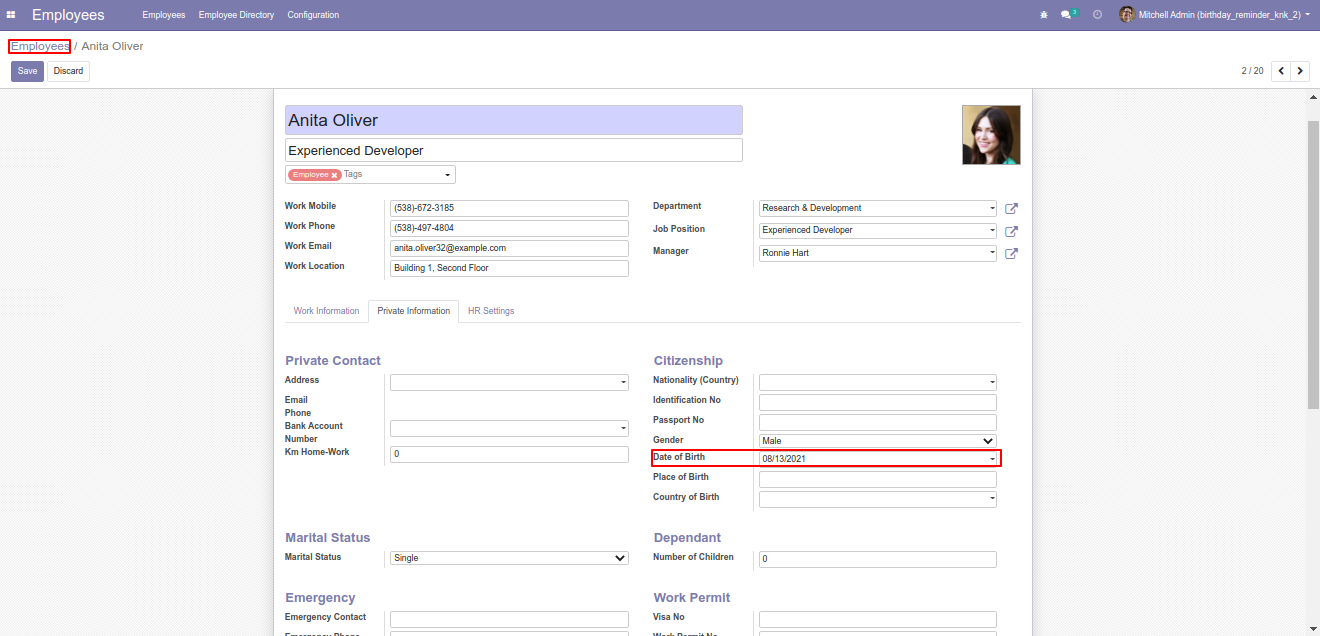 Employees Employees Employee Directory Configuration 3 Mitchell Admin (birthday_reminder_knk_2)
Employees / Anita Oliver
Save Discard 2 / 20
Anita Oliver
Experienced Developer
Employee Tags
Work Mobile (538)-672-3185 Department Research & Development
Work Phone (538)-497-4804 Job Position Experienced Developer
Work Email anita.oliver32@example.com Manager Ronnie Hart
Work Location Building 1, Second Floor
Work Information Private Information HR Settings
Private Contact Citizenship
Address Nationality (Country)
Email Identification No
Phone
Bank Account Passport No
Number Gender Male
Km Home-Work 0 Date of Birth 08/13/2021
Place of Birth
Country of Birth
Marital Status Dependant
Marital Status Single Number of Children 0
Emergency Work Permit
Emergency Contact Visa No
Emergency Phone Work Permit No